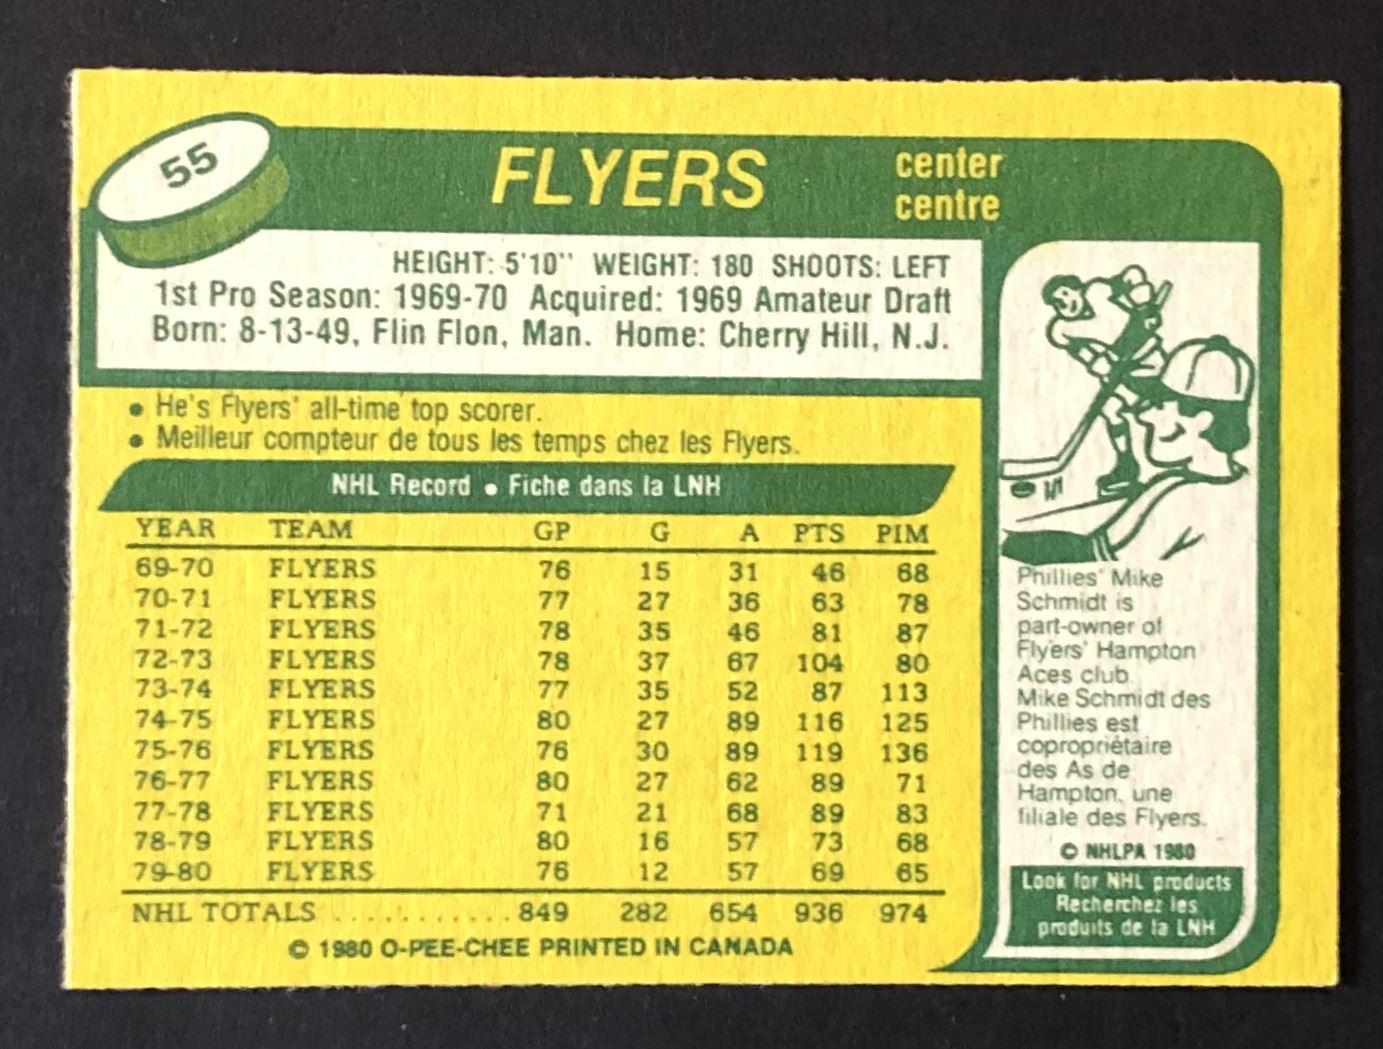 55
FLYERS
center
centre
HEIGHT: 5'10" WEIGHT: 180 SHOOTS: LEFT
1st Pro Season: 1969-70 Acquired: 1969 Amateur Draft
Born: 8-13-49, Flin Flon, Man. Home: Cherry Hill, N.J.
• He's Flyers' all-time top scorer.
• Meilleur compteur de tous les temps chez les Flyers.
NHL Record • Fiche dans la LNH
YEAR TEAM GP G A PTS PIM
69-70 FLYERS 76 15 31 46 68
70-71 FLYERS 77 27 36 63 78
71-72 FLYERS 78 35 46 81 87
72-73 FLYERS 78 37 67 104 80
73-74 FLYERS 77 35 52 87 113
74-75 FLYERS 80 27 89 116 125
75-76 FLYERS 76 30 89 119 136
76-77 FLYERS 80 27 62 89 71
77-78 FLYERS 71 21 68 89 83
78-79 FLYERS 80 16 57 73 68
79-80 FLYERS 76 12 57 69 65
NHL TOTALS ............ 849 282 654 936 974
© 1980 O-PEE-CHEE PRINTED IN CANADA
Phillies' Mike
Schmidt is
part-owner of
Flyers' Hampton
Aces club.
Mike Schmidt des
Phillies est
copropriétaire
des As de
Hampton, une
filiale des Flyers.
© NHLPA 1980
Look for NHL products
Recherchez les
produits de la LNH